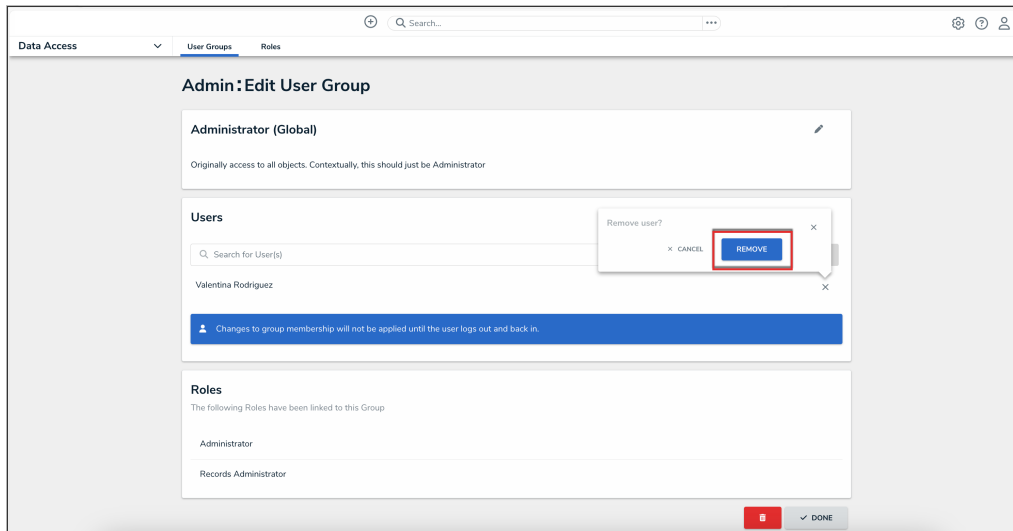 Search...
Data Access
User Groups
Roles
Admin:Edit User Group
Administrator (Global)
Originally access to all objects. Contextually, this should just be Administrator
Users
Remove user?
CANCEL
REMOVE
Search for User(s)
Valentina Rodriguez
Changes to group membership will not be applied until the user logs out and back in.
Roles
The following Roles have been linked to this Group
Administrator
Records Administrator
DONE